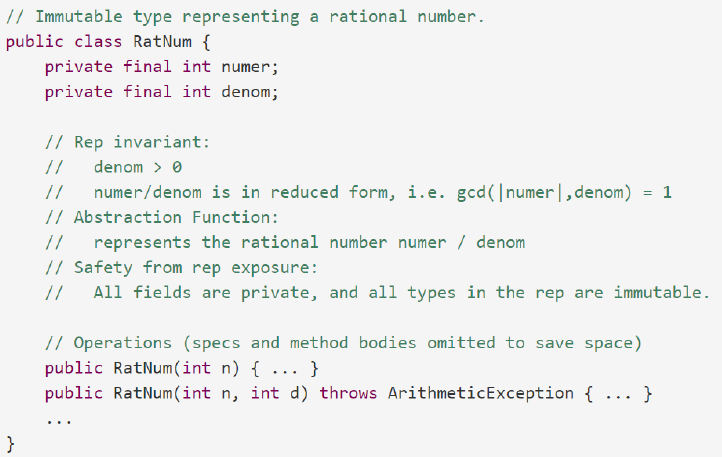 // Immutable type representing a rational number.
public class RatNum {
    private final int numer;
    private final int denom;

    // Rep invariant:
    //   denom > 0
    //   numer/denom is in reduced form, i.e. gcd(|numer|,denom) = 1
    // Abstraction Function:
    //   represents the rational number numer / denom
    // Safety from rep exposure:
    //   All fields are private, and all types in the rep are immutable.

    // Operations (specs and method bodies omitted to save space)
    public RatNum(int n) { ... }
    public RatNum(int n, int d) throws ArithmeticException { ... }
    ...
}